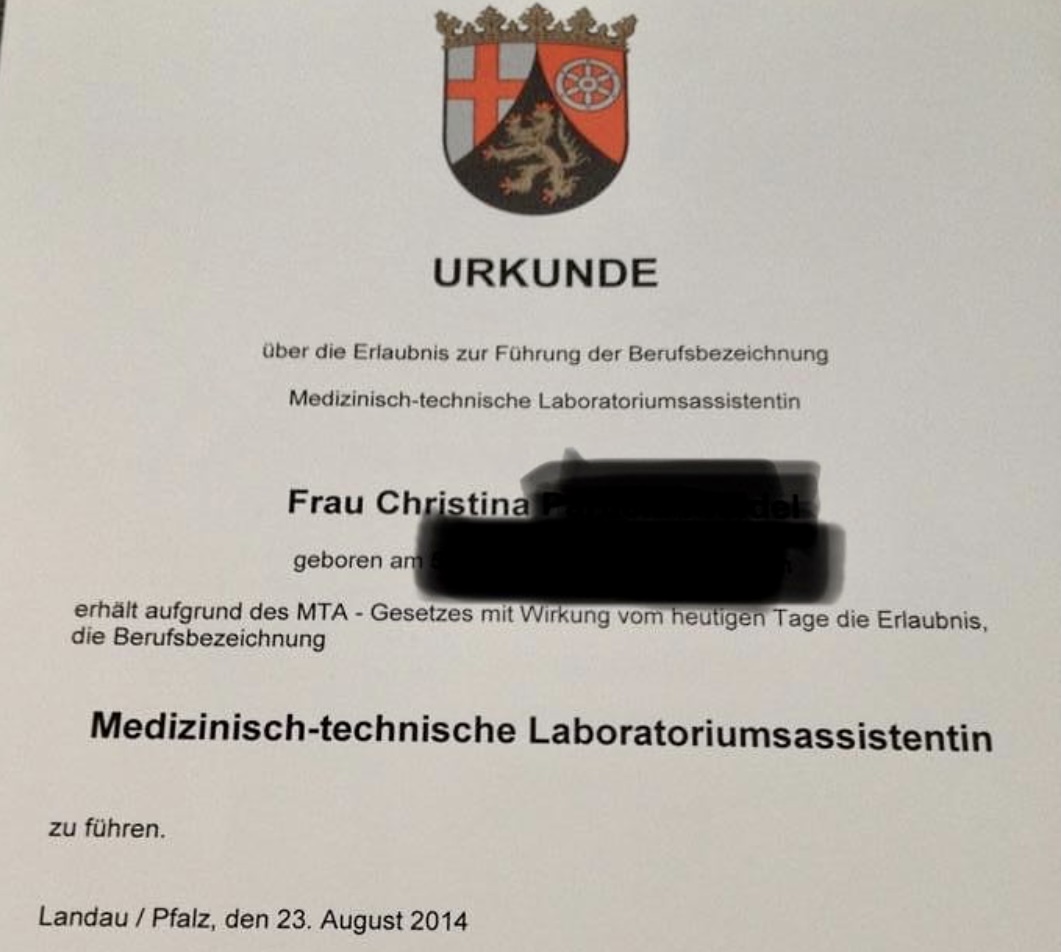 URKUNDE
über die Erlaubnis zur Führung der Berufsbezeichnung
Medizinisch-technische Laboratoriumsassistentin
Frau Christina
geboren am
erhält aufgrund des MTA - Gesetzes mit Wirkung vom heutigen Tage die Erlaubnis,
die Berufsbezeichnung
Medizinisch-technische Laboratoriumsassistentin
zu führen.
Landau / Pfalz, den 23. August 2014